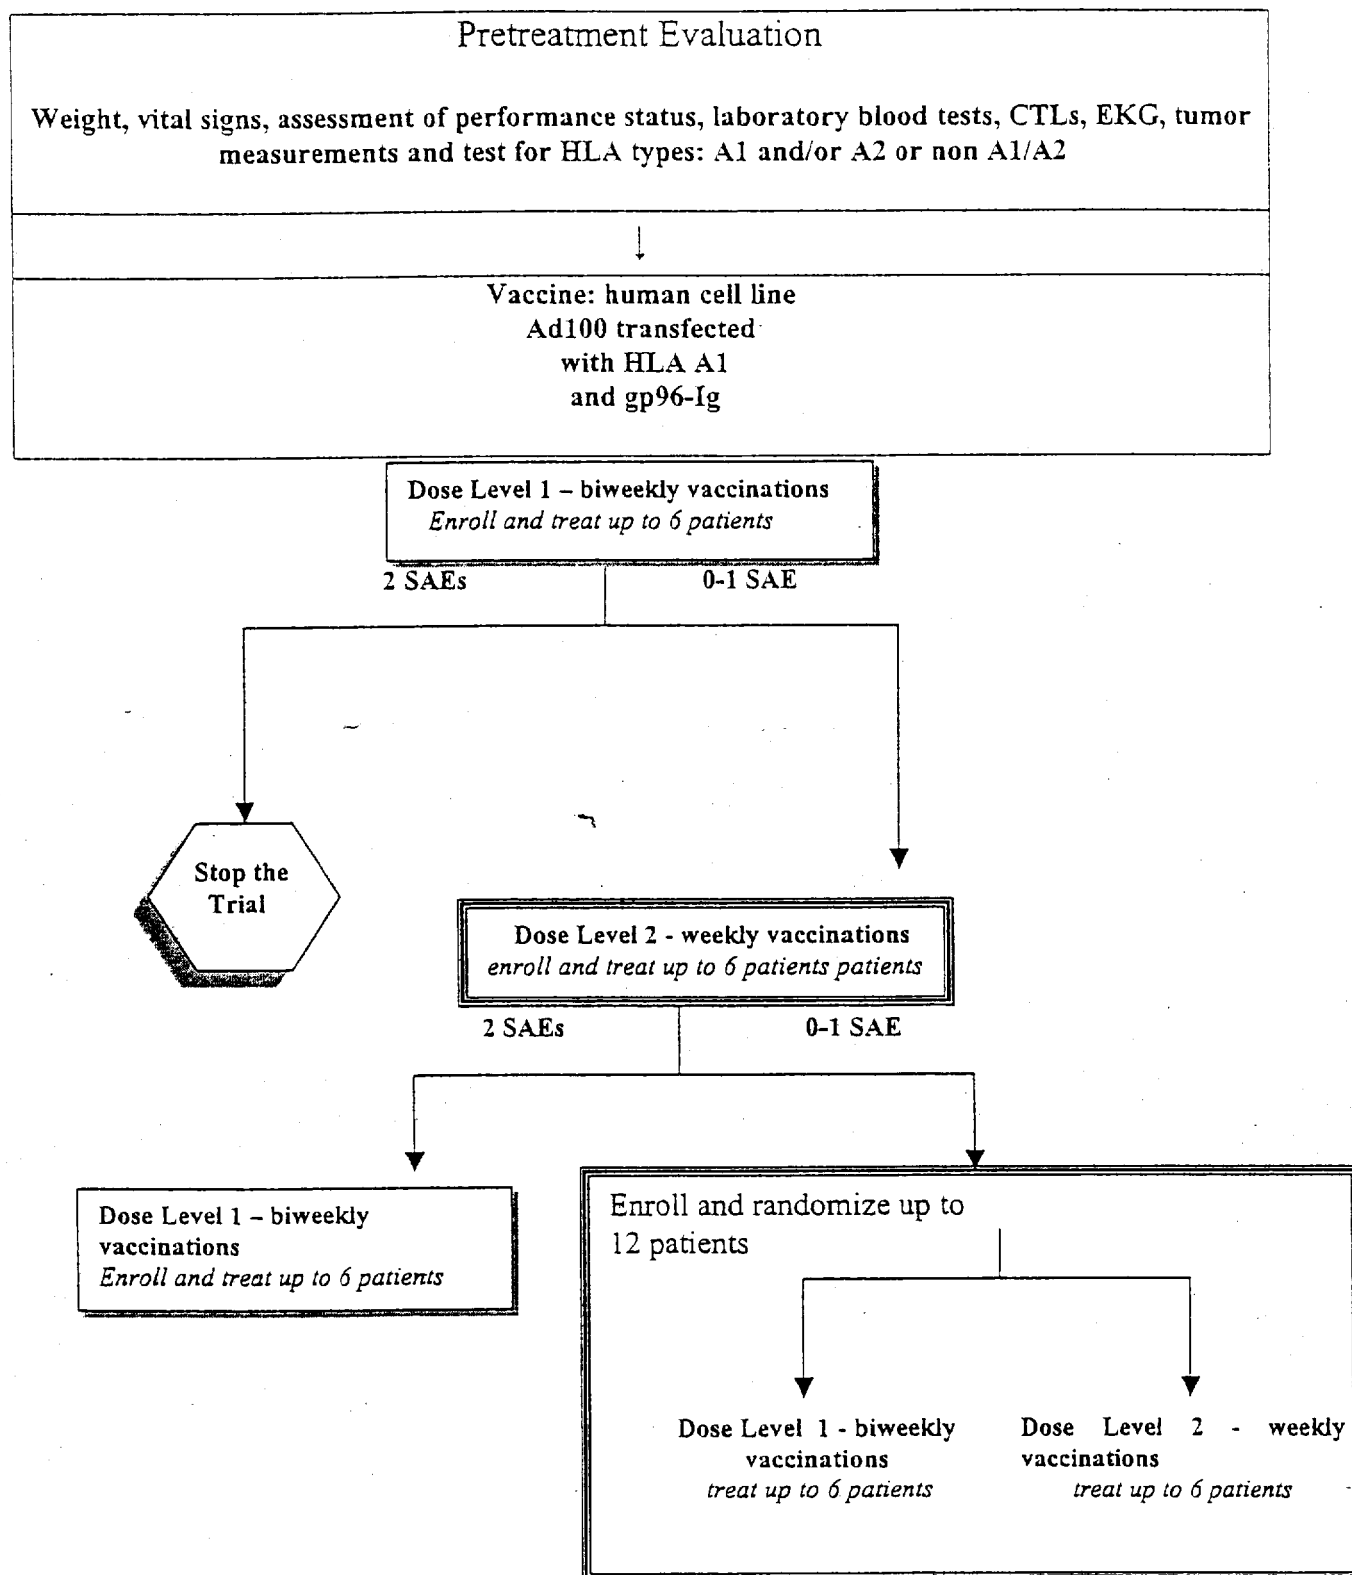 Pretreatment Evaluation
Weight, vital signs, assessment of performance status, laboratory blood tests, CTLs, EKG, tumor
measurements and test for HLA types: A1 and/or A2 or non A1/A2
Vaccine: human cell line
Ad100 transfected
with HLA A1
and gp96-Ig
Dose Level 1 – biweekly vaccinations
Enroll and treat up to 6 patients
2 SAEs 0-1 SAE
Stop the
Trial
Dose Level 2 - weekly vaccinations
enroll and treat up to 6 patients patients
2 SAEs 0-1 SAE
Dose Level 1 – biweekly
vaccinations
Enroll and treat up to 6 patients
Enroll and randomize up to
12 patients
Dose Level 1 - biweekly
vaccinations
treat up to 6 patients
Dose Level 2 - weekly
vaccinations
treat up to 6 patients